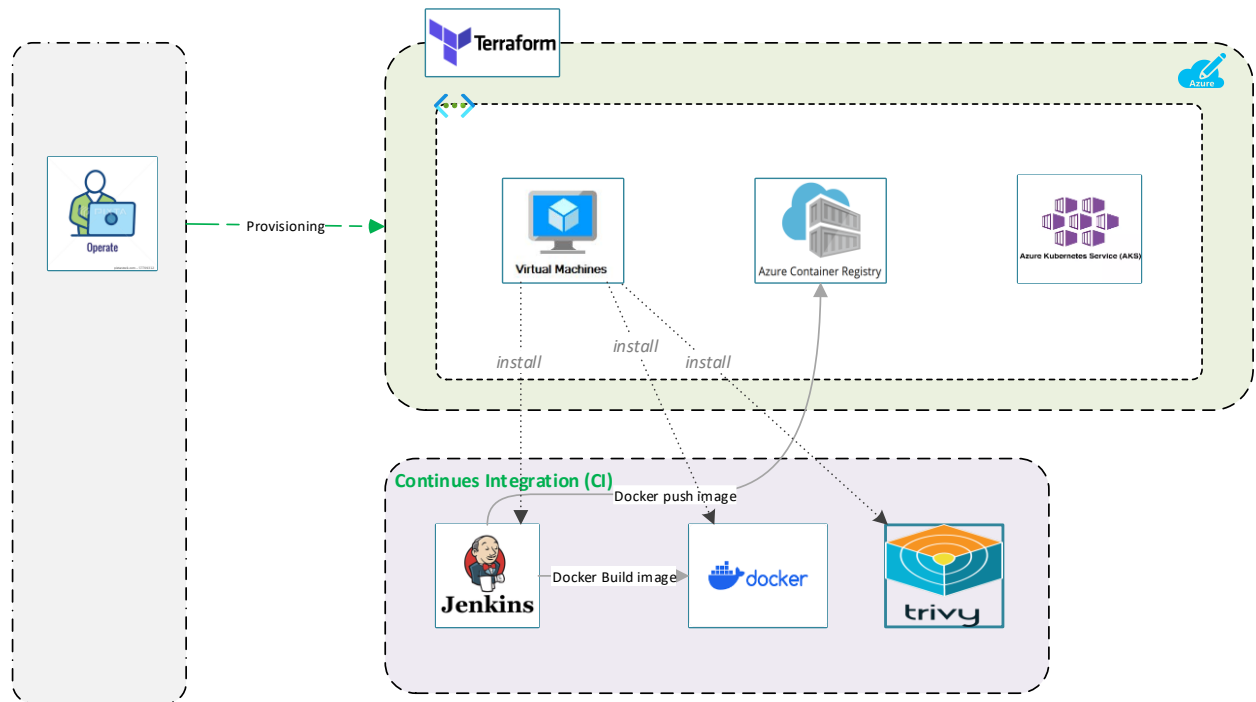 Terraform
Azure
Operate
Provisioning
Virtual Machines
Azure Container Registry
Azure Kubernetes Service (AKS)
install
install
install
Continues Integration (CI)
Docker push image
Jenkins
Docker Build image
docker
trivy